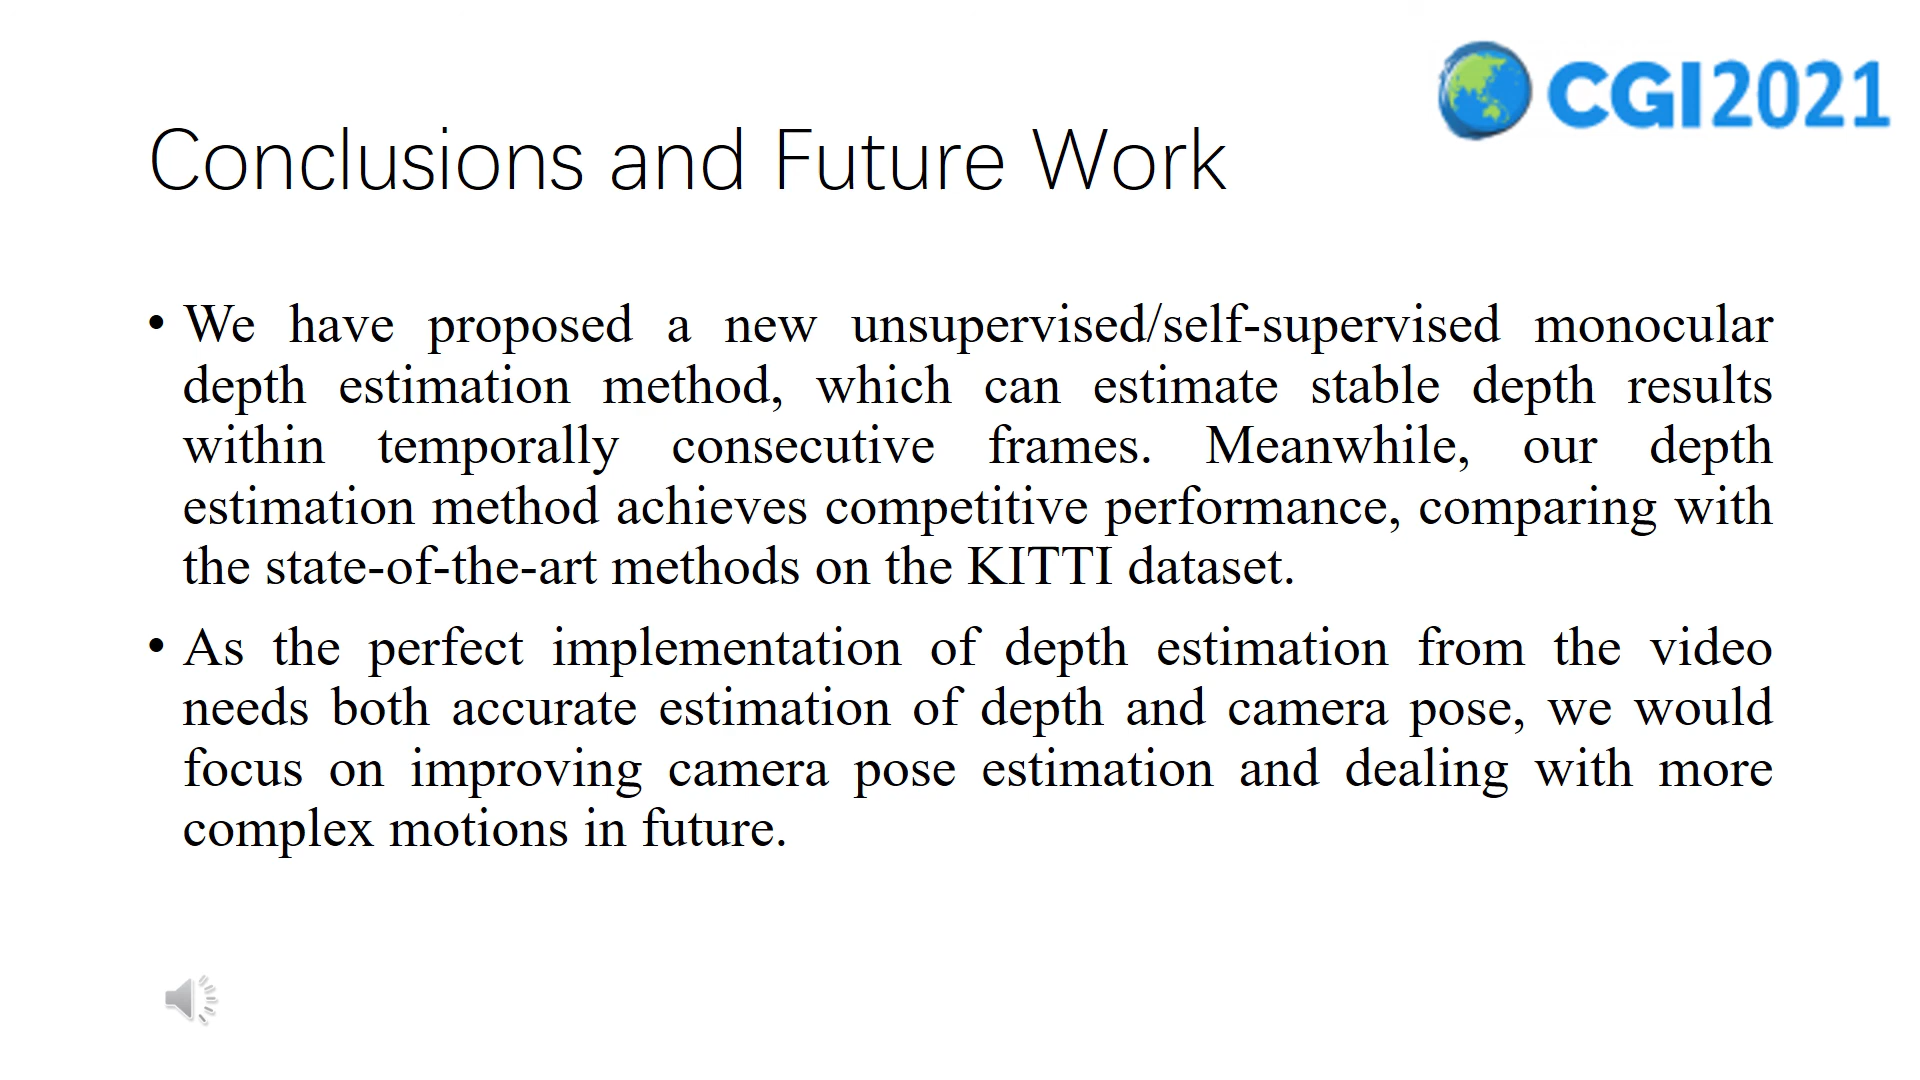 CGI2021
Conclusions and Future Work
• We have proposed a new unsupervised/self-supervised monocular
depth estimation method, which can estimate stable depth results
within temporally consecutive frames. Meanwhile, our depth
estimation method achieves competitive performance, comparing with
the state-of-the-art methods on the KITTI dataset.
• As the perfect implementation of depth estimation from the video
needs both accurate estimation of depth and camera pose, we would
focus on improving camera pose estimation and dealing with more
complex motions in future.